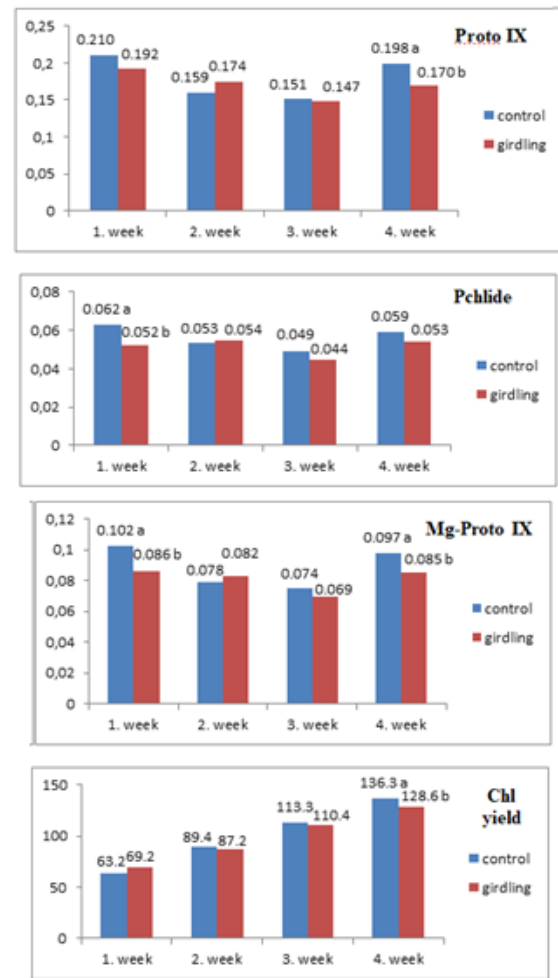 0,25
0,2
0,15
0,1
0,05
0
0.210
0.192
0.159
0.174
0.151
0.147
0.198 a
0.170 b
Proto IX
control
girdling
1. week
2. week
3. week
4. week
0,08
0,06
0,04
0,02
0
0.062 a
0.052 b
0.053
0.054
0.049
0.044
0.059
0.053
Pchlide
control
girdling
1. week
2. week
3. week
4. week
0,12
0,1
0,08
0,06
0,04
0,02
0
0.102 a
0.086 b
0.078
0.082
0.074
0.069
0.097 a
0.085 b
Mg-Proto IX
control
girdling
1. week
2. week
3. week
4. week
150
100
50
0
63.2
69.2
89.4
87.2
113.3
110.4
136.3 a
128.6 b
Chl
yield
control
girdling
1. week
2. week
3. week
4. week